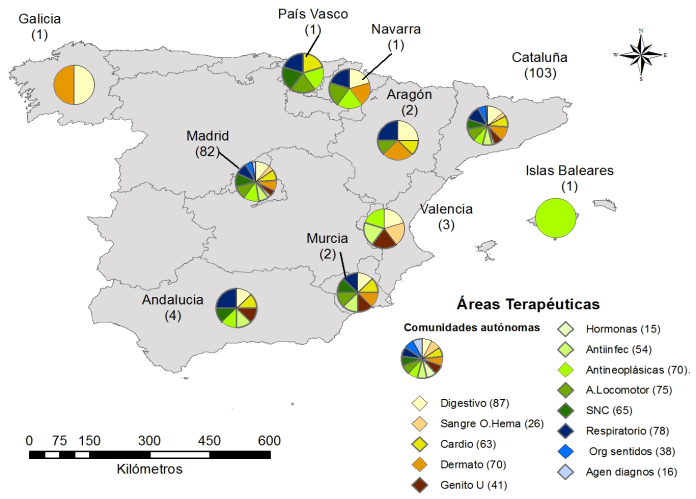 Galicia
(1)
País Vasco
(1)
Navarra
(1)
Cataluña
(103)
Aragón
(2)
Madrid
(82)
Islas Baleares
(1)
Valencia
(3)
Murcia
(2)
Andalucia
(4)
N
W
E
S
Áreas Terapéuticas
Comunidades autónomas
Digestivo (87)
Sangre O.Hema (26)
Cardio (63)
Dermato (70)
Genito U (41)
Hormonas (15)
Antiinfec (54)
Antineoplásicas (70).
A.Locomotor (75)
SNC (65)
Respiratorio (78)
Org sentidos (38)
Agen diagnos (16)
0 75 150 300 450 600
Kilómetros